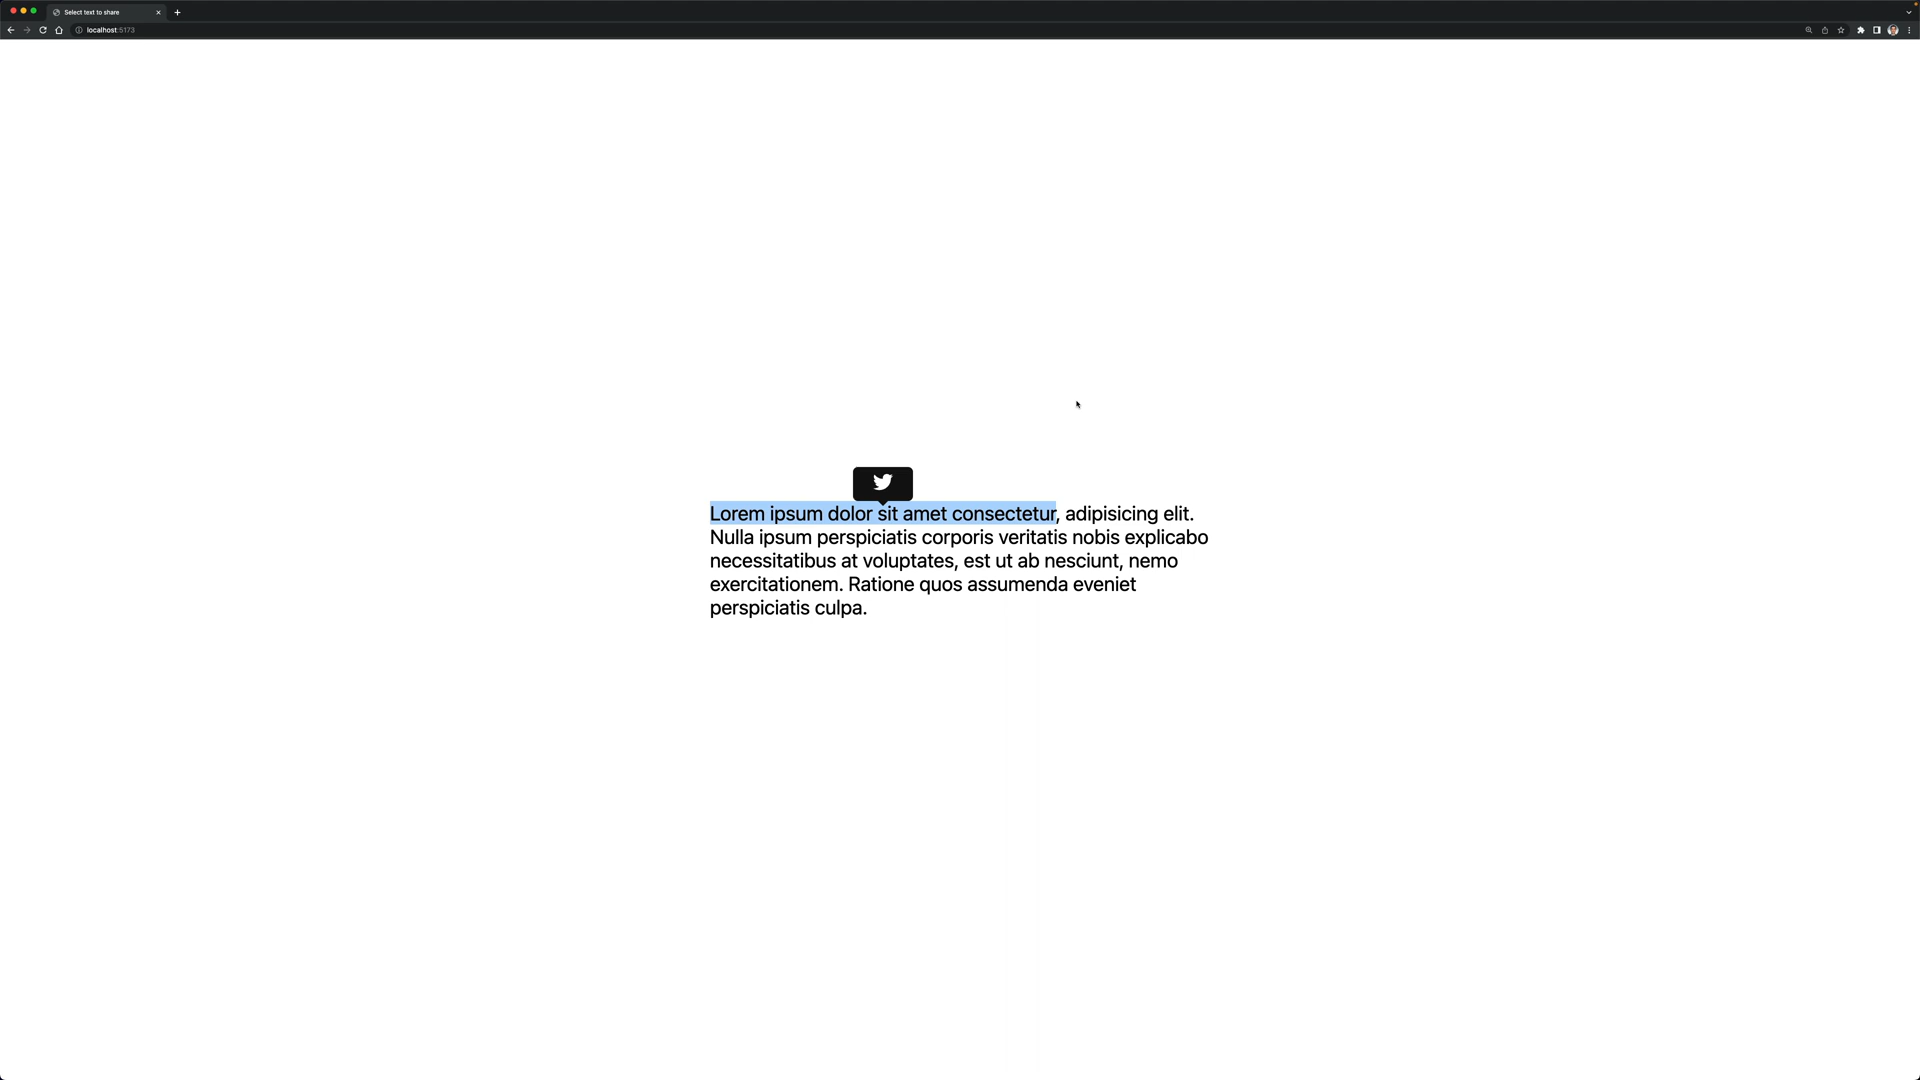 Select text to share
localhost:5173
Lorem ipsum dolor sit amet consectetur, adipisicing elit.
Nulla ipsum perspiciatis corporis veritatis nobis explicabo
necessitatibus at voluptates, est ut ab nesciunt, nemo
exercitationem. Ratione quos assumenda eveniet
perspiciatis culpa.